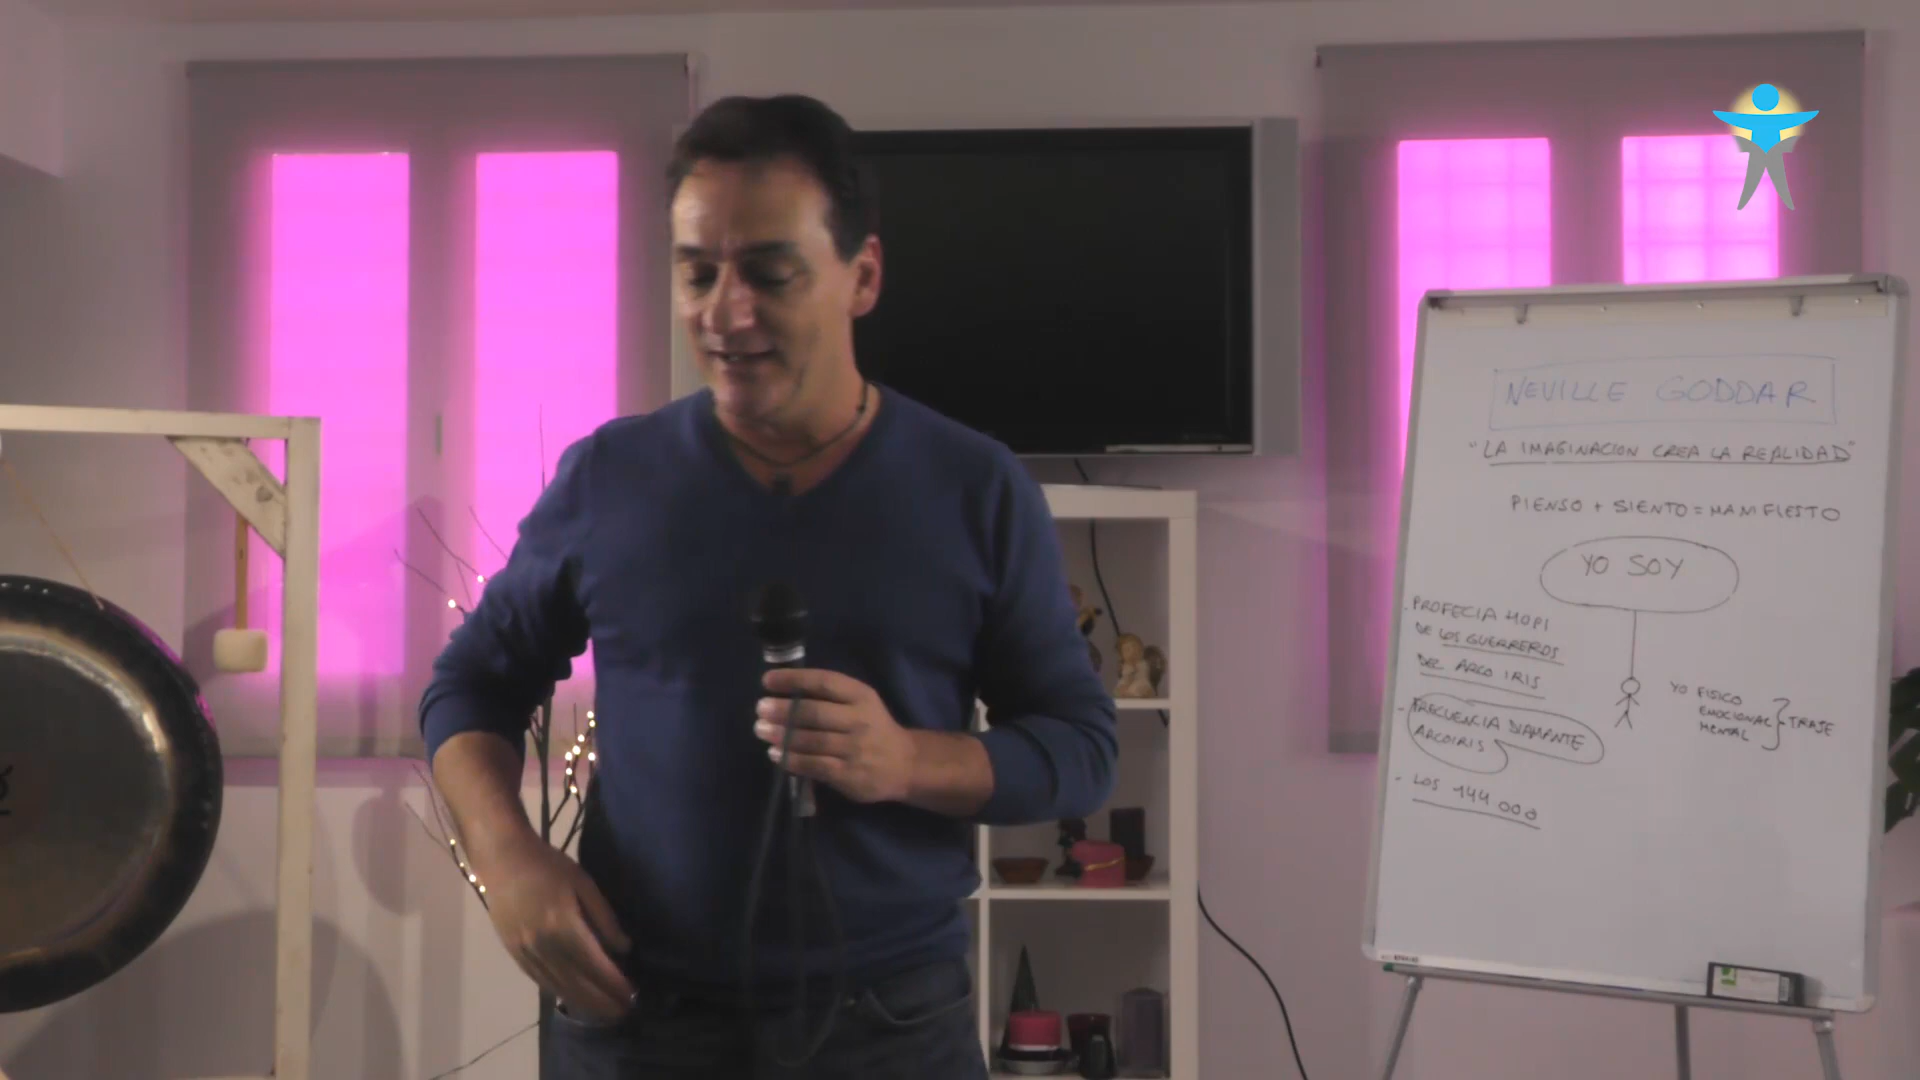 NEVILLE GODDAR
"LA IMAGINACION CREA LA REALIDAD"
PIENSO + SIENTO = MANIFIESTO
YO SOY
- PROFECIA HOPI
DE LOS GUERREROS
DEL ARCO IRIS
- FRECUENCIA DIAMANTE
ARCOIRIS
- LOS 144 000
YO FISICO
EMOCIONAL
MENTAL
TRAJE